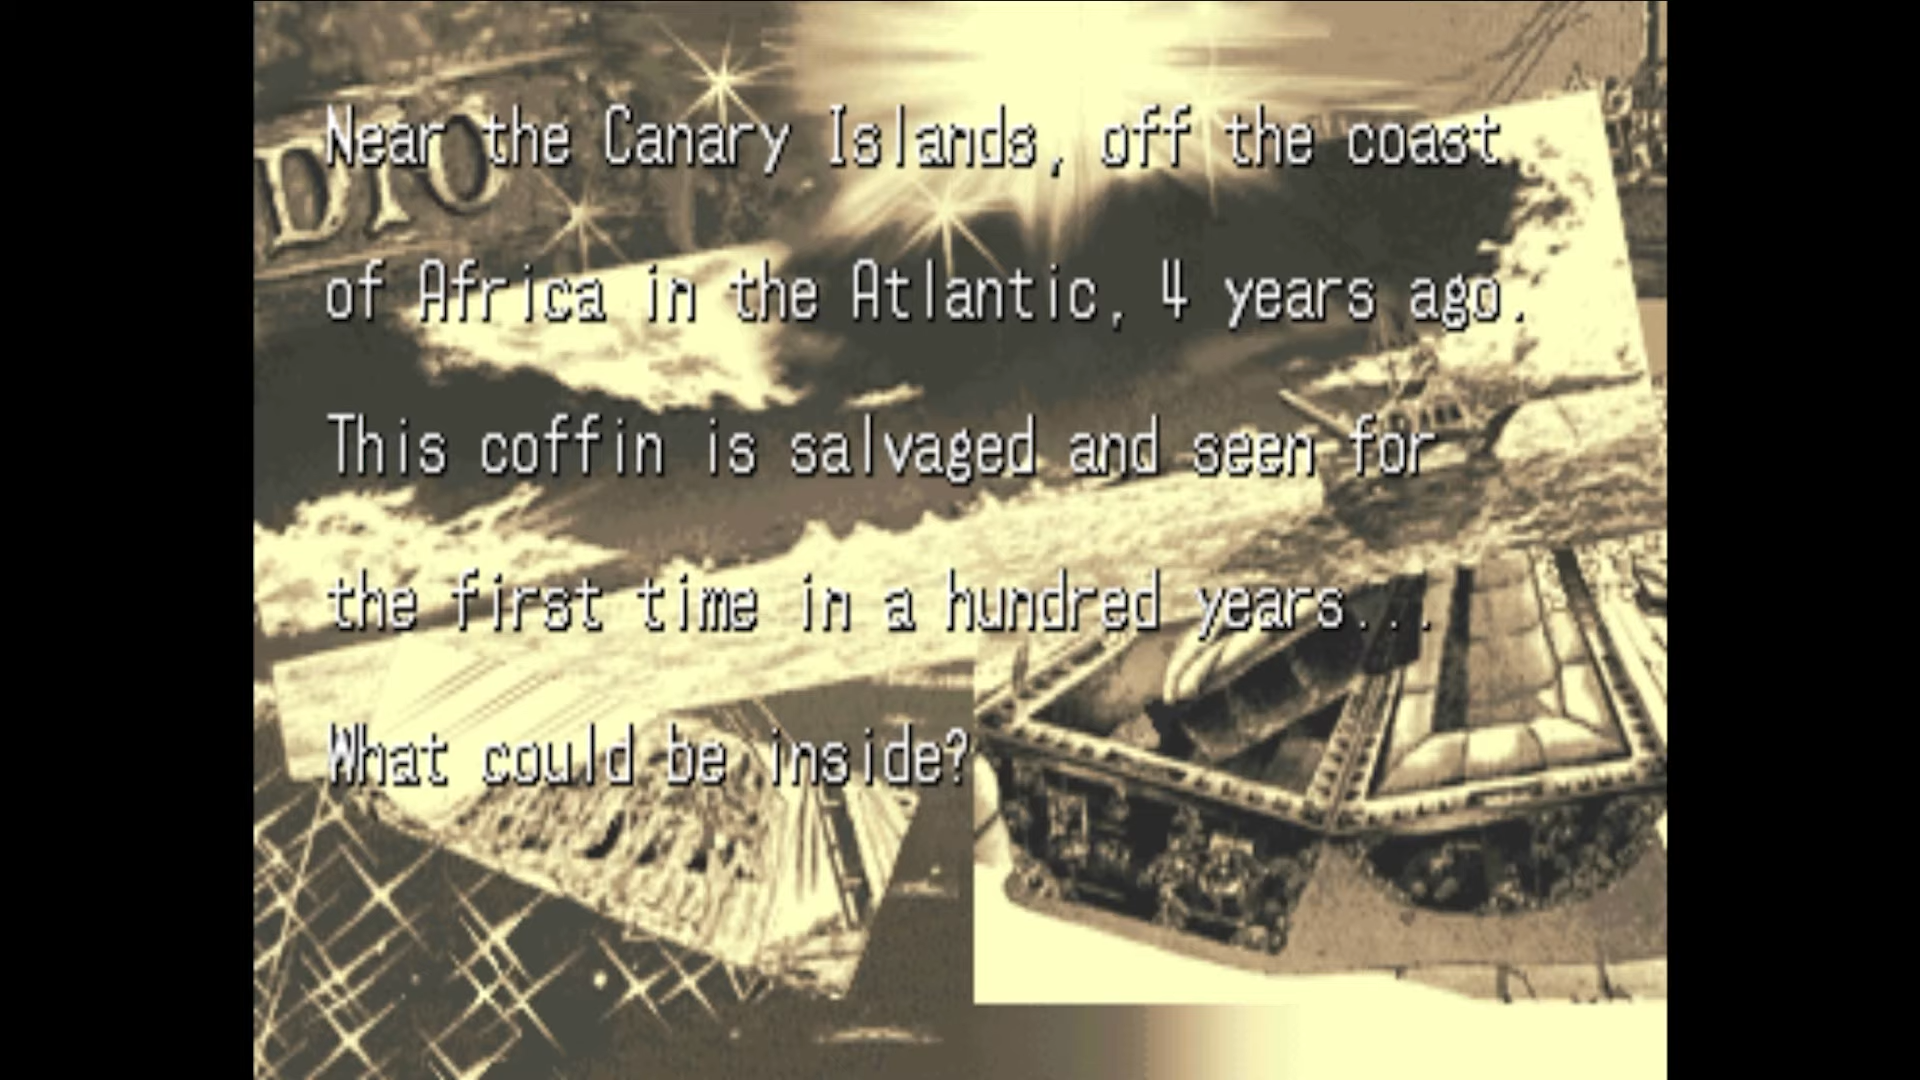 DIO
Near the Canary Islands, off the coast
of Africa in the Atlantic, 4 years ago.
This coffin is salvaged and seen for
the first time in a hundred years...
What could be inside?